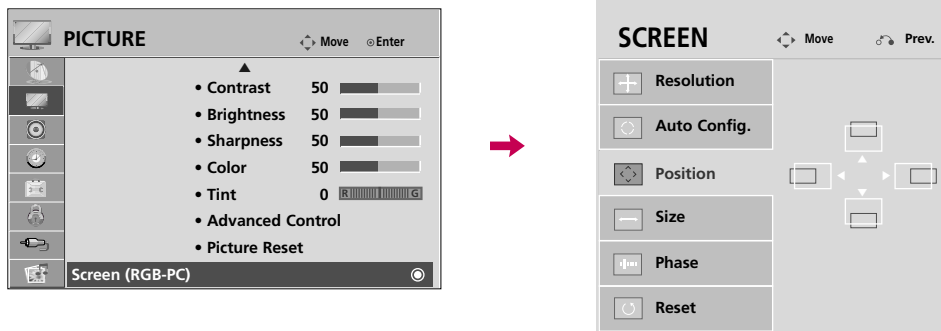 PICTURE
Move
Enter
• Contrast 50
• Brightness 50
• Sharpness 50
• Color 50
• Tint 0 R G
• Advanced Control
• Picture Reset
Screen (RGB-PC)
SCREEN
Move
Prev.
Resolution
Auto Config.
Position
Size
Phase
Reset